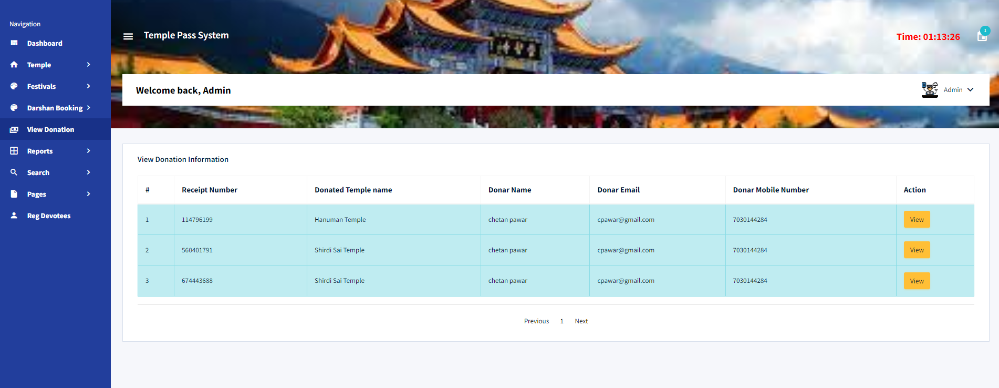 Navigation
Dashboard
Temple
Festivals
Darshan Booking
View Donation
Reports
Search
Pages
Reg Devotees
Temple Pass System
Time: 01:13:26
1
Welcome back, Admin
Admin
View Donation Information
# Receipt Number Donated Temple name Donar Name Donar Email Donar Mobile Number Action
1 114796199 Hanuman Temple chetan pawar cpawar@gmail.com 7030144284 View
2 560401791 Shirdi Sai Temple chetan pawar cpawar@gmail.com 7030144284 View
3 674443688 Shirdi Sai Temple chetan pawar cpawar@gmail.com 7030144284 View
Previous 1 Next